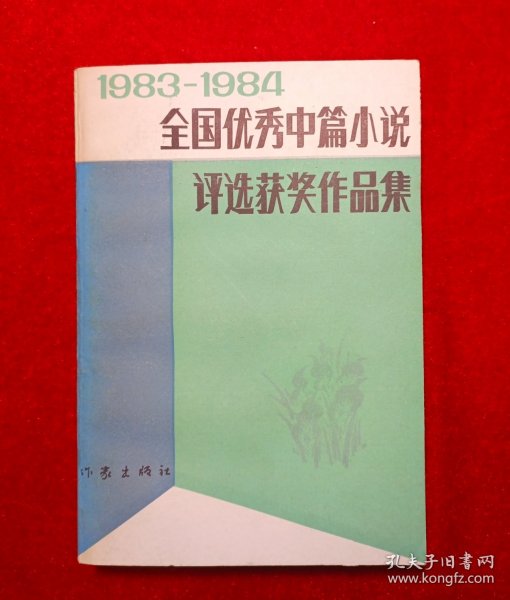 1983-1984
全国优秀中篇小说
评选获奖作品集
作家出版社
孔夫子旧书网
www.kongfz.com